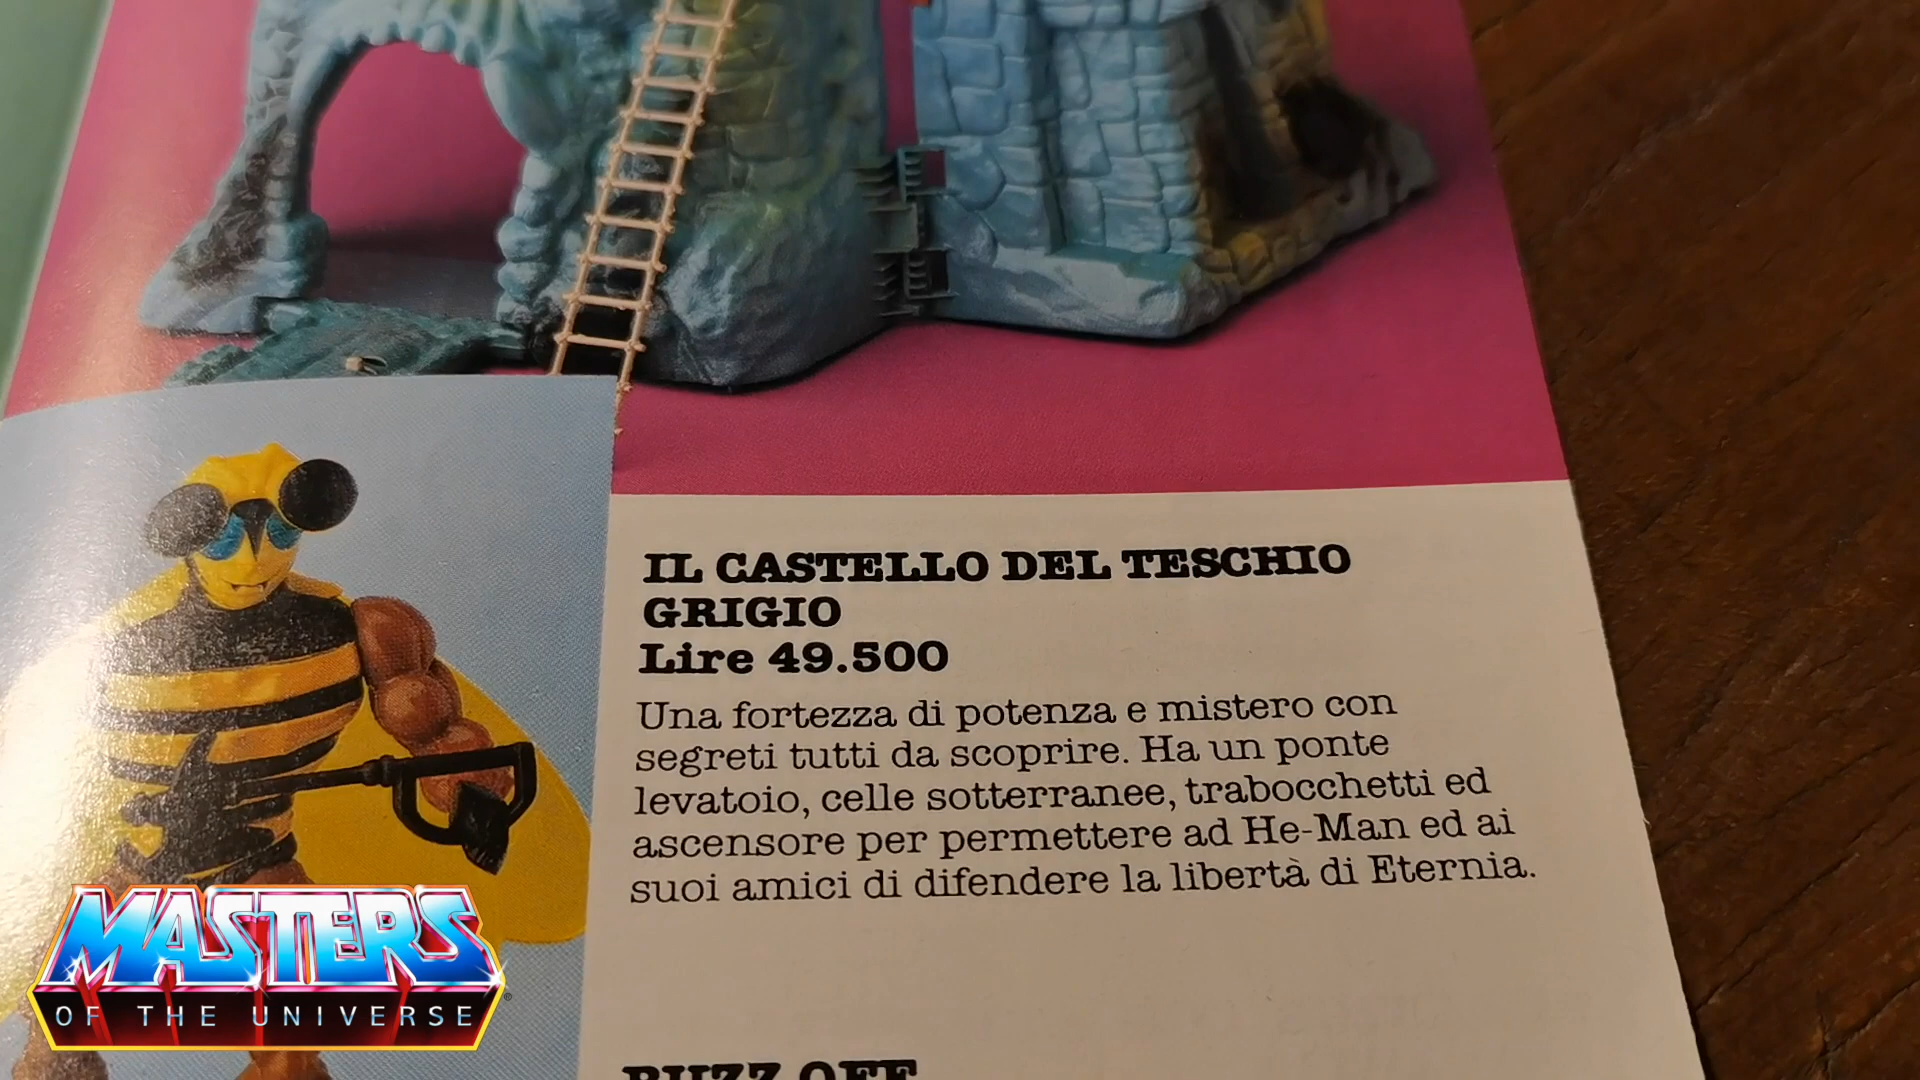 IL CASTELLO DEL TESCHIO
GRIGIO
Lire 49.500
Una fortezza di potenza e mistero con
segreti tutti da scoprire. Ha un ponte
levatoio, celle sotterranee, trabocchetti ed
ascensore per permettere ad He-Man ed ai
suoi amici di difendere la libertà di Eternia.
BUZZ OFF
MASTERS
OF THE UNIVERSE